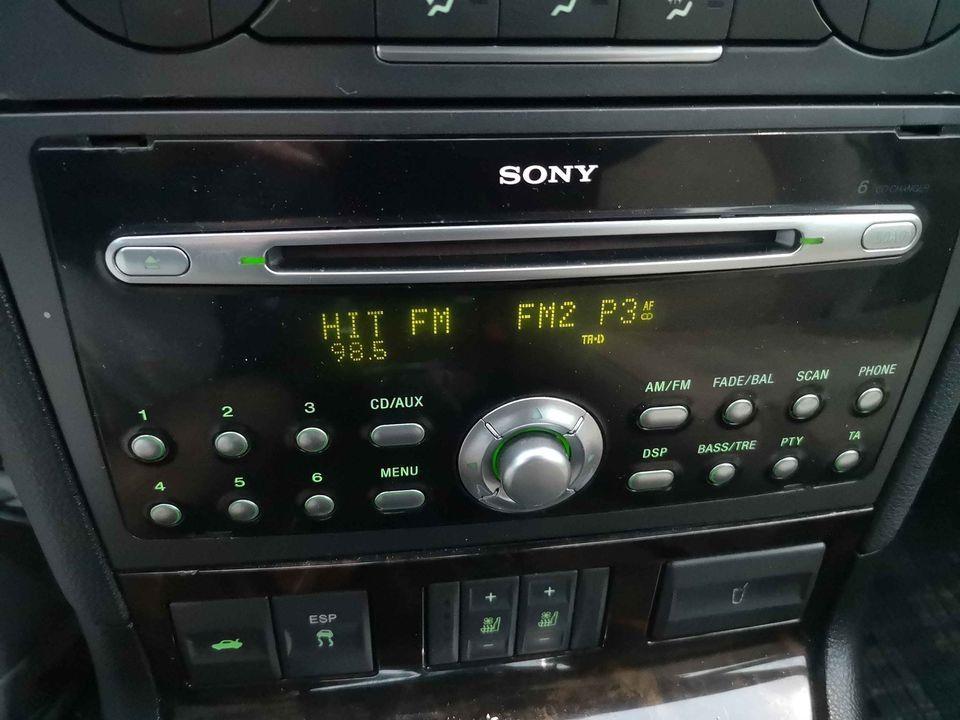 SONY
6 CD CHANGER
HIT FM FM2 P3 AF CD
98.5
1 2 3 CD/AUX AM/FM FADE/BAL SCAN PHONE
4 5 6 MENU DSP BASS/TRE PTY TA
ESP
+ +
- -